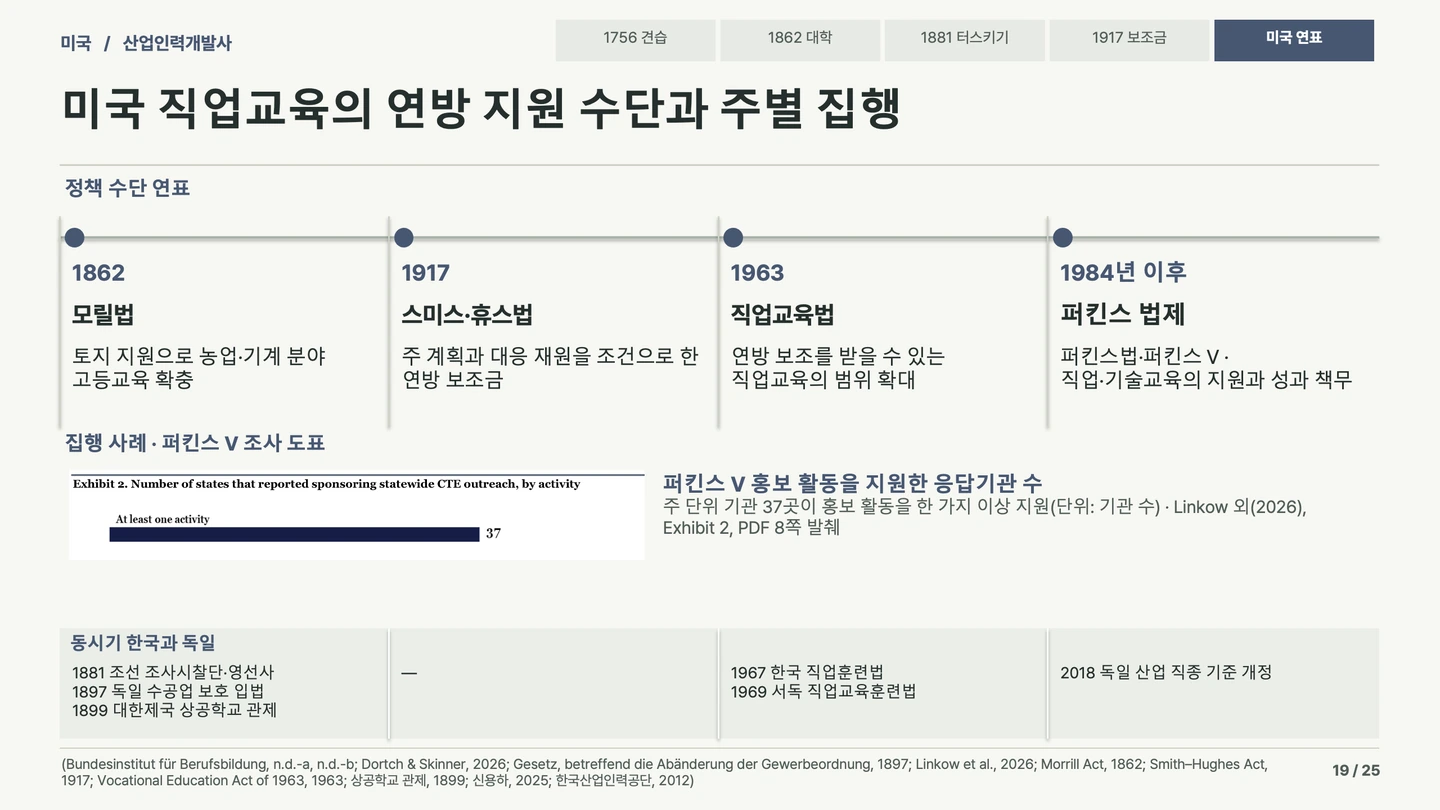 미국 / 산업인력개발사
1756 견습
1862 대학
1881 터스키기
1917 보조금
미국 연표
미국 직업교육의 연방 지원 수단과 주별 집행
정책 수단 연표
1862
모릴법
토지 지원으로 농업·기계 분야
고등교육 확충
1917
스미스·휴스법
주 계획과 대응 재원을 조건으로 한
연방 보조금
1963
직업교육법
연방 보조를 받을 수 있는
직업교육의 범위 확대
1984년 이후
퍼킨스 법제
퍼킨스법·퍼킨스 V ·
직업·기술교육의 지원과 성과 책무
집행 사례 · 퍼킨스 V 조사 도표
Exhibit 2. Number of states that reported sponsoring statewide CTE outreach, by activity
At least one activity
37
퍼킨스 V 홍보 활동을 지원한 응답기관 수
주 단위 기관 37곳이 홍보 활동을 한 가지 이상 지원(단위: 기관 수) · Linkow 외(2026),
Exhibit 2, PDF 8쪽 발췌
동시기 한국과 독일
1881 조선 조사시찰단·영선사
1897 독일 수공업 보호 입법
1899 대한제국 상공학교 관제
—
1967 한국 직업훈련법
1969 서독 직업교육훈련법
2018 독일 산업 직종 기준 개정
(Bundesinstitut für Berufsbildung, n.d.-a, n.d.-b; Dortch & Skinner, 2026; Gesetz, betreffend die Abänderung der Gewerbeordnung, 1897; Linkow et al., 2026; Morrill Act, 1862; Smith–Hughes Act,
1917; Vocational Education Act of 1963, 1963; 상공학교 관제, 1899; 신용하, 2025; 한국산업인력공단, 2012)
19 / 25